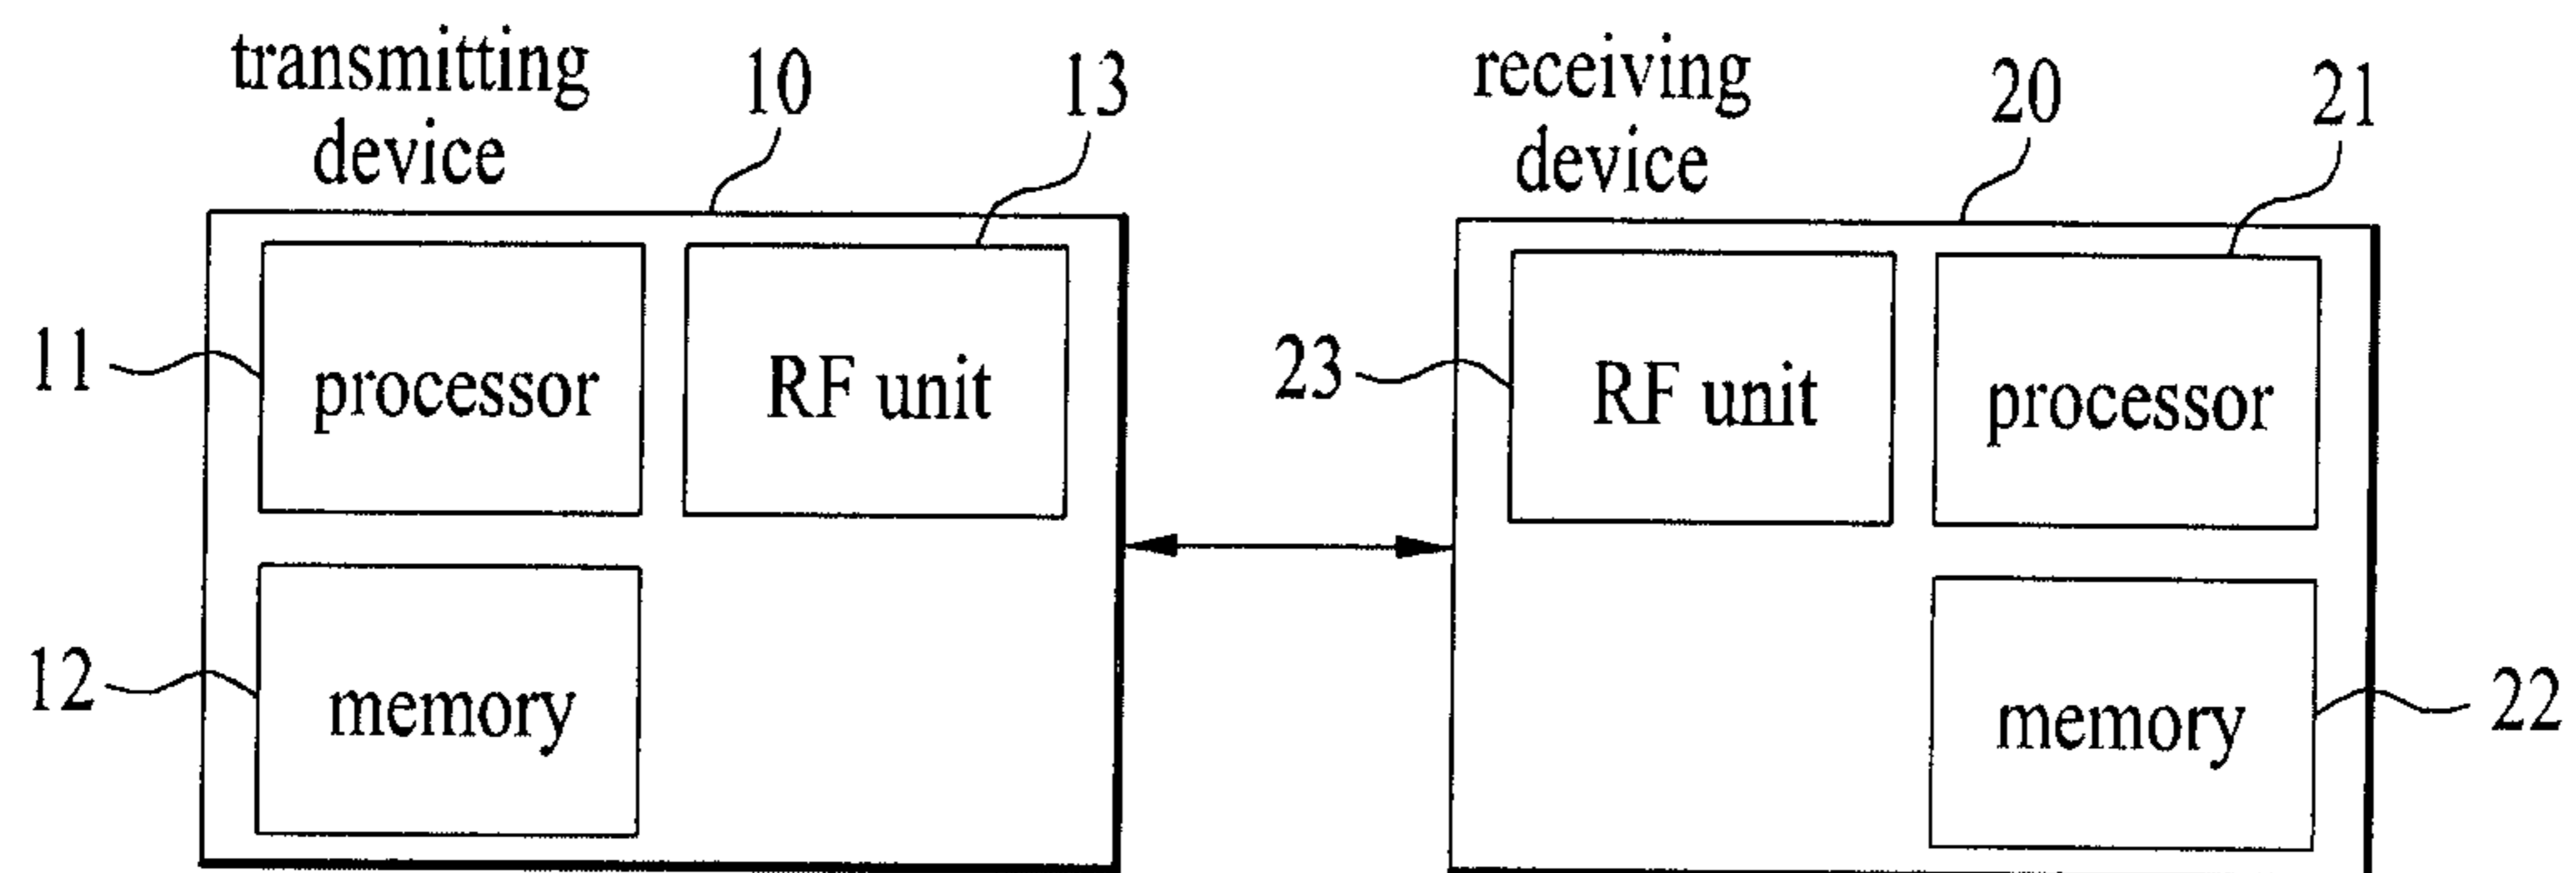 transmitting
device
10
13
receiving
device
20
21
11
processor
RF unit
23
RF unit
processor
12
memory
memory
22